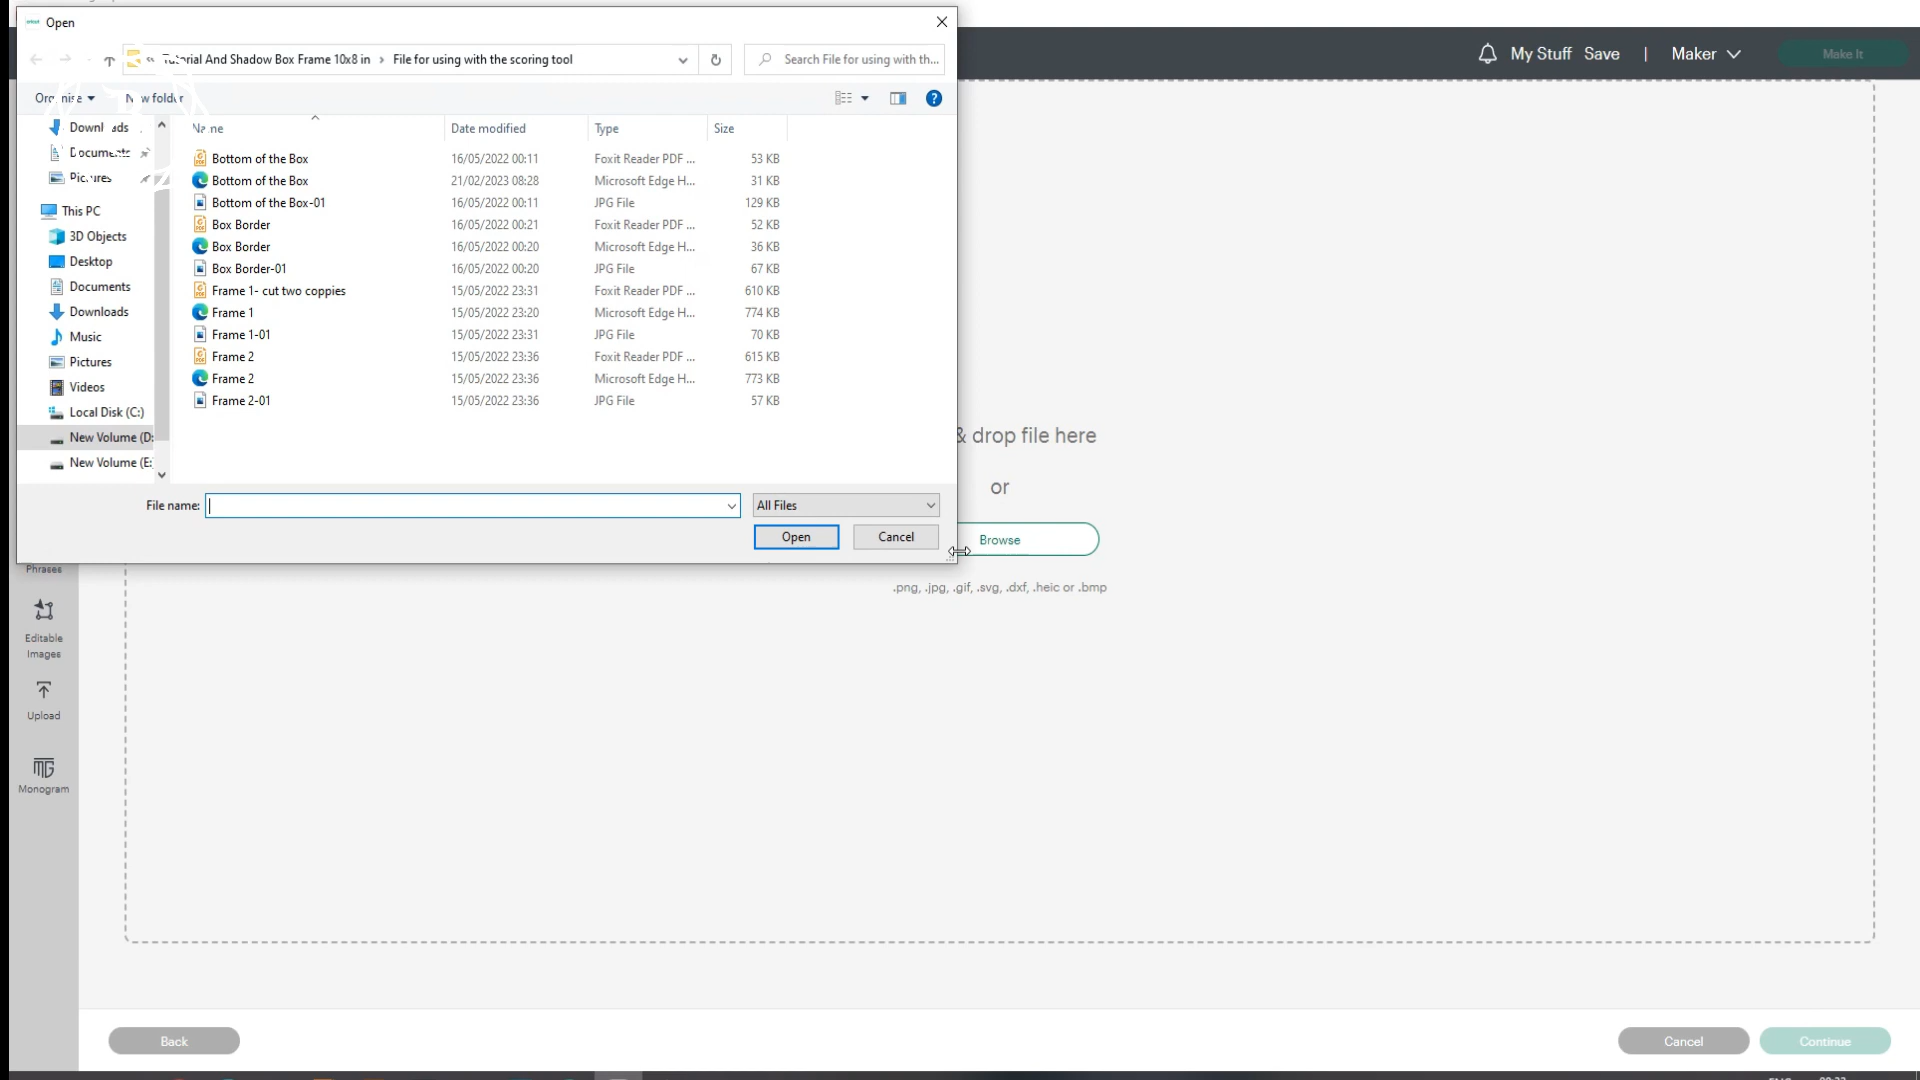 Open
« Tutorial And Shadow Box Frame 10x8 in › File for using with the scoring tool
Search File for using with th...
My Stuff Save | Maker Make It
Organise New folder
Name Date modified Type Size
Downloads
Documents
Pictures
This PC
3D Objects
Desktop
Documents
Downloads
Music
Pictures
Videos
Local Disk (C:)
New Volume (D:
New Volume (E:
Bottom of the Box 16/05/2022 00:11 Foxit Reader PDF ... 53 KB
Bottom of the Box 21/02/2023 08:28 Microsoft Edge H... 31 KB
Bottom of the Box-01 16/05/2022 00:11 JPG File 129 KB
Box Border 16/05/2022 00:21 Foxit Reader PDF ... 52 KB
Box Border 16/05/2022 00:20 Microsoft Edge H... 36 KB
Box Border-01 16/05/2022 00:20 JPG File 67 KB
Frame 1- cut two coppies 15/05/2022 23:31 Foxit Reader PDF ... 610 KB
Frame 1 15/05/2022 23:20 Microsoft Edge H... 774 KB
Frame 1-01 15/05/2022 23:31 JPG File 70 KB
Frame 2 15/05/2022 23:36 Foxit Reader PDF ... 615 KB
Frame 2 15/05/2022 23:36 Microsoft Edge H... 773 KB
Frame 2-01 15/05/2022 23:36 JPG File 57 KB
File name: All Files
Open Cancel
& drop file here
or
Browse
.png, .jpg, .gif, .svg, .dxf, .heic or .bmp
Phrases
Editable
Images
Upload
MG
Monogram
Back Cancel Continue